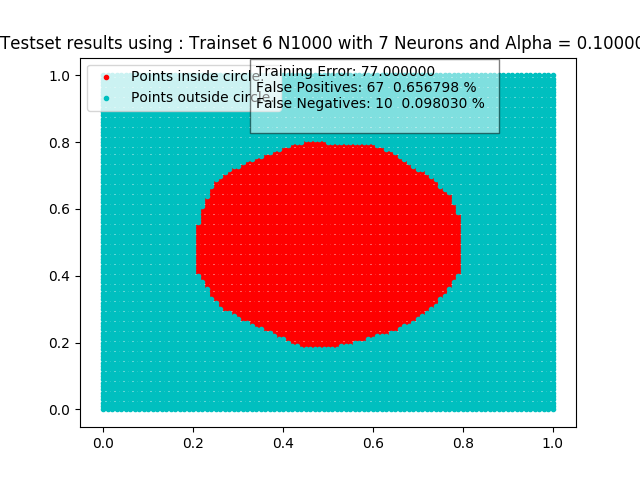 Testset results using : Trainset 6 N1000 with 7 Neurons and Alpha = 0.10000
Points inside circle
Points outside circle
Training Error: 77.000000
False Positives: 67  0.656798 %
False Negatives: 10  0.098030 %
1.0
0.8
0.6
0.4
0.2
0.0
0.0 0.2 0.4 0.6 0.8 1.0